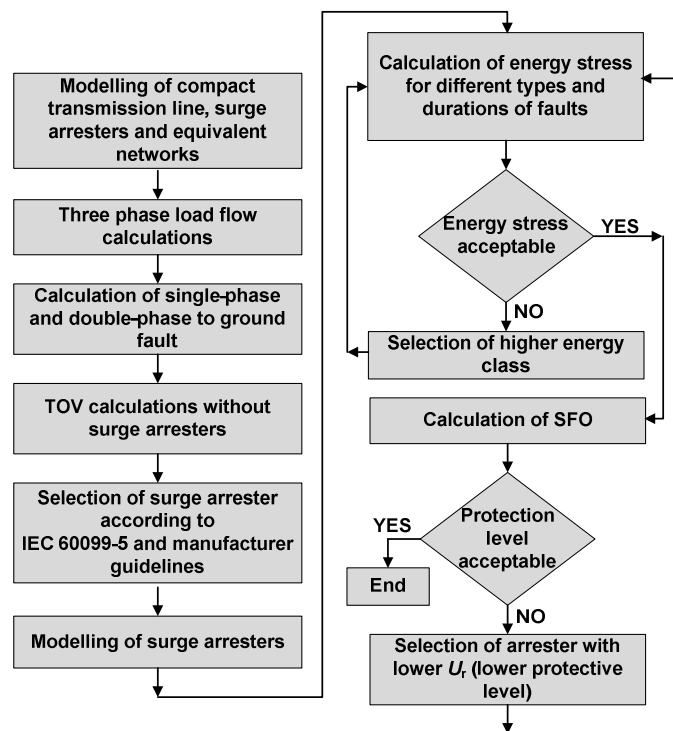 Modelling of compact
transmission line, surge
arresters and equivalent
networks
Three phase load flow
calculations
Calculation of single-phase
and double-phase to ground
fault
TOV calculations without
surge arresters
Selection of surge arrester
according to
IEC 60099-5 and manufacturer
guidelines
Modelling of surge arresters
Calculation of energy stress
for different types and
durations of faults
Energy stress
acceptable
YES
NO
Selection of higher energy
class
Calculation of SFO
Protection
level
acceptable
YES
End
NO
Selection of arrester with
lower Ur (lower protective
level)